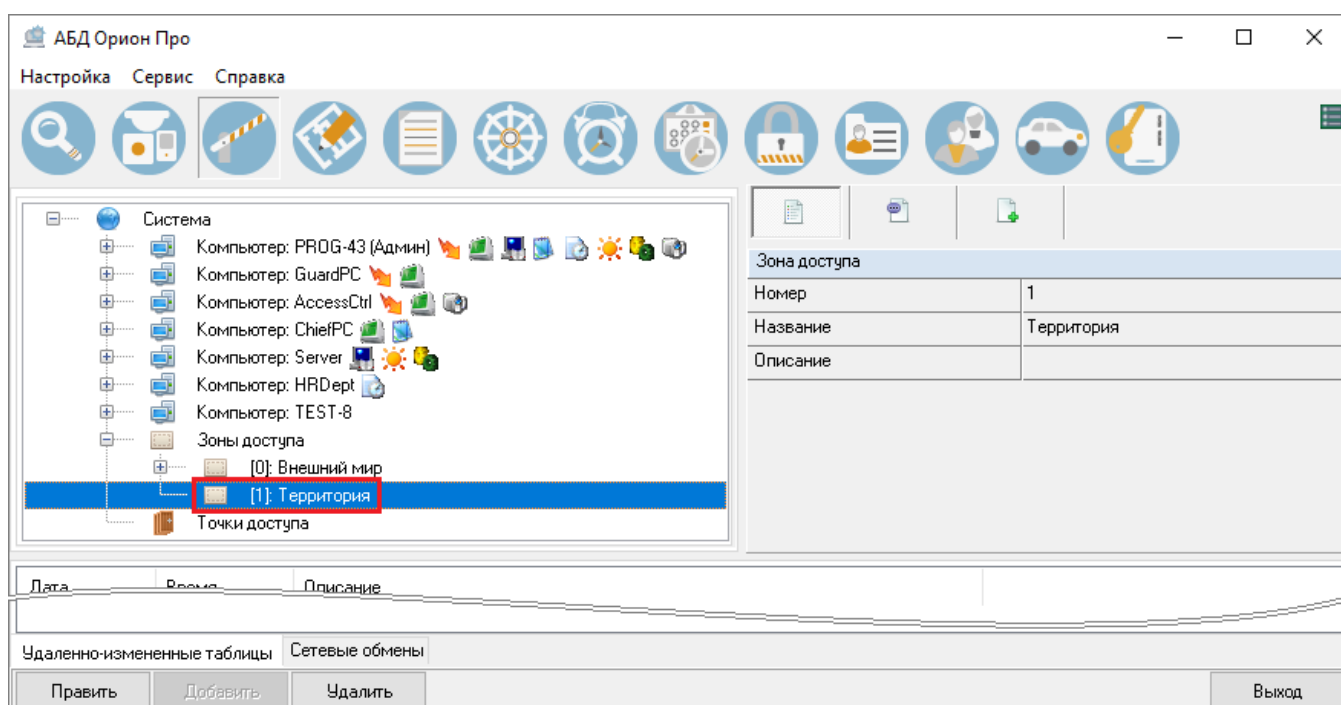 АБД Орион Про
Настройка Сервис Справка
Система
Компьютер: PROG-43 (Админ)
Компьютер: GuardPC
Компьютер: AccessCtrl
Компьютер: ChiefPC
Компьютер: Server
Компьютер: HRDept
Компьютер: TEST-8
Зоны доступа
[0]: Внешний мир
[1]: Территория
Точки доступа
Зона доступа
Номер 1
Название Территория
Описание
Дата Время Описание
Удаленно-измененные таблицы Сетевые обмены
Править Добавить Удалить Выход